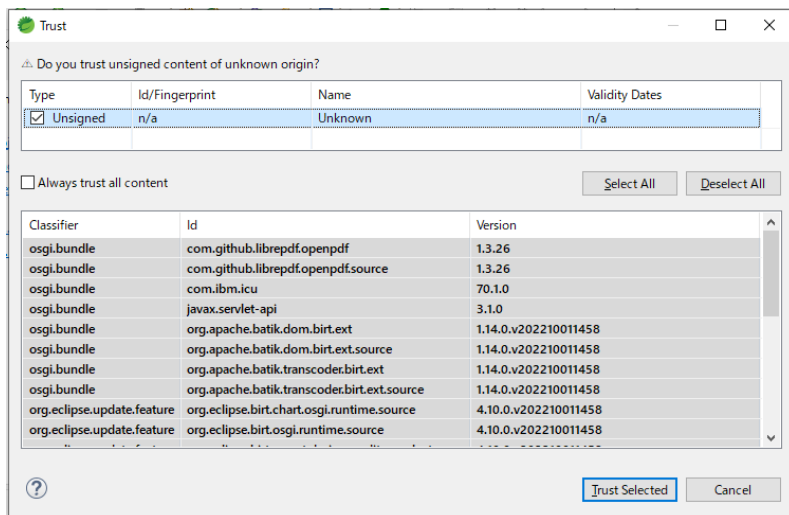 Trust
Do you trust unsigned content of unknown origin?
Type Id/Fingerprint Name Validity Dates
Unsigned n/a Unknown n/a
Always trust all content Select All Deselect All
Classifier Id Version
osgi.bundle com.github.librepdf.openpdf 1.3.26
osgi.bundle com.github.librepdf.openpdf.source 1.3.26
osgi.bundle com.ibm.icu 70.1.0
osgi.bundle javax.servlet-api 3.1.0
osgi.bundle org.apache.batik.dom.birt.ext 1.14.0.v202210011458
osgi.bundle org.apache.batik.dom.birt.ext.source 1.14.0.v202210011458
osgi.bundle org.apache.batik.transcoder.birt.ext 1.14.0.v202210011458
osgi.bundle org.apache.batik.transcoder.birt.ext.source 1.14.0.v202210011458
org.eclipse.update.feature org.eclipse.birt.chart.osgi.runtime.source 4.10.0.v202210011458
org.eclipse.update.feature org.eclipse.birt.osgi.runtime.source 4.10.0.v202210011458
? Trust Selected Cancel